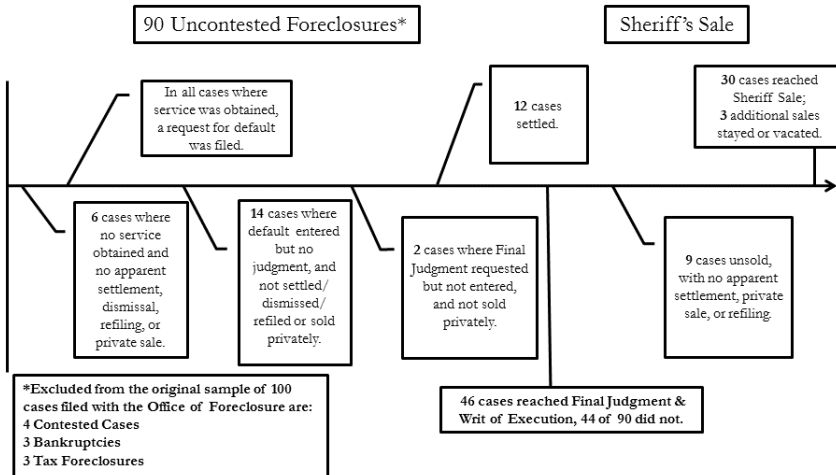 90 Uncontested Foreclosures*
Sheriff's Sale
In all cases where
service was obtained,
a request for default
was filed.
12 cases
settled.
30 cases reached
Sheriff Sale;
3 additional sales
stayed or vacated.
6 cases where
no service
obtained and
no apparent
settlement,
dismissal,
refiling, or
private sale.
14 cases where
default entered
but no
judgment, and
not settled/
dismissed/
refiled or sold
privately.
2 cases where Final
Judgment requested
but not entered,
and not sold
privately.
9 cases unsold,
with no apparent
settlement, private
sale, or refiling.
*Excluded from the original sample of 100
cases filed with the Office of Foreclosure are:
4 Contested Cases
3 Bankruptcies
3 Tax Foreclosures
46 cases reached Final Judgment &
Writ of Execution, 44 of 90 did not.